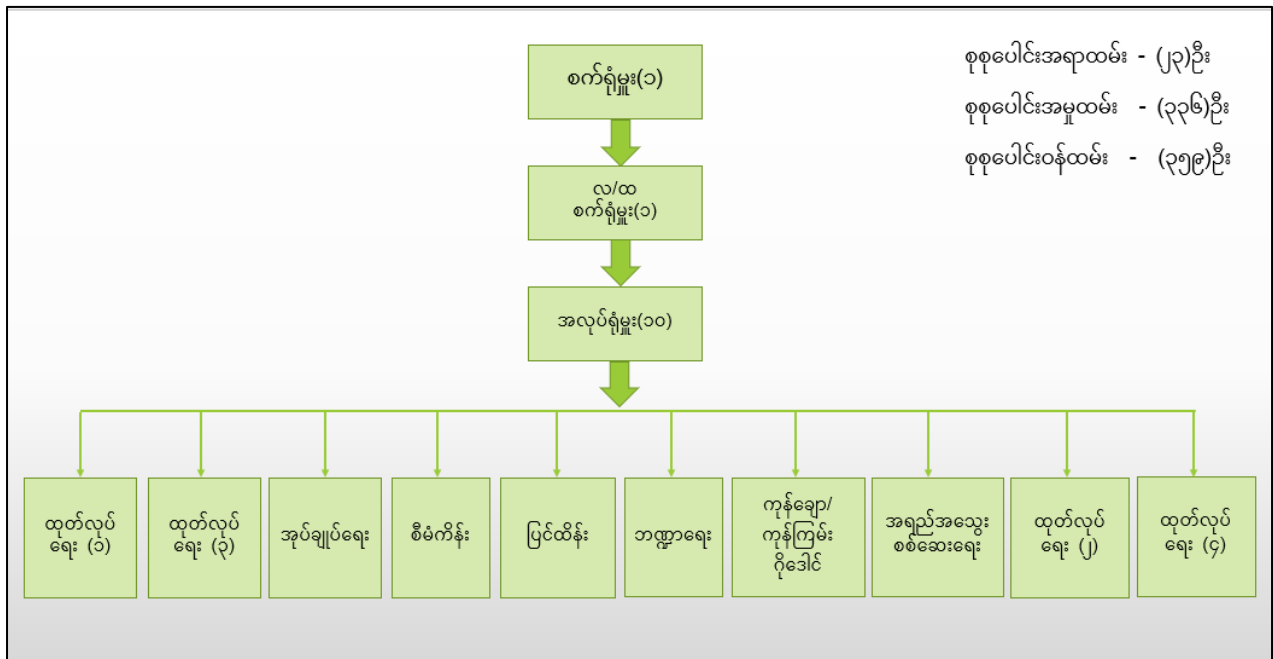 စက်ရုံမှူး(၁)
စုစုပေါင်းအရာထမ်း - (၂၃)ဦး
စုစုပေါင်းအမှုထမ်း - (၃၃၆)ဦး
စုစုပေါင်းဝန်ထမ်း - (၃၅၉)ဦး
လ/ထ
စက်ရုံမှူး(၁)
အလုပ်ရုံမှူး(၁၀)
ထုတ်လုပ်
ရေး (၁)
ထုတ်လုပ်
ရေး (၃)
အုပ်ချုပ်ရေး
စီမံကိန်း
ပြင်ထိန်း
ဘဏ္ဍာရေး
ကုန်ချော/
ကုန်ကြမ်း
ဂိုဒေါင်
အရည်အသွေး
စစ်ဆေးရေး
ထုတ်လုပ်
ရေး (၂)
ထုတ်လုပ်
ရေး (၄)